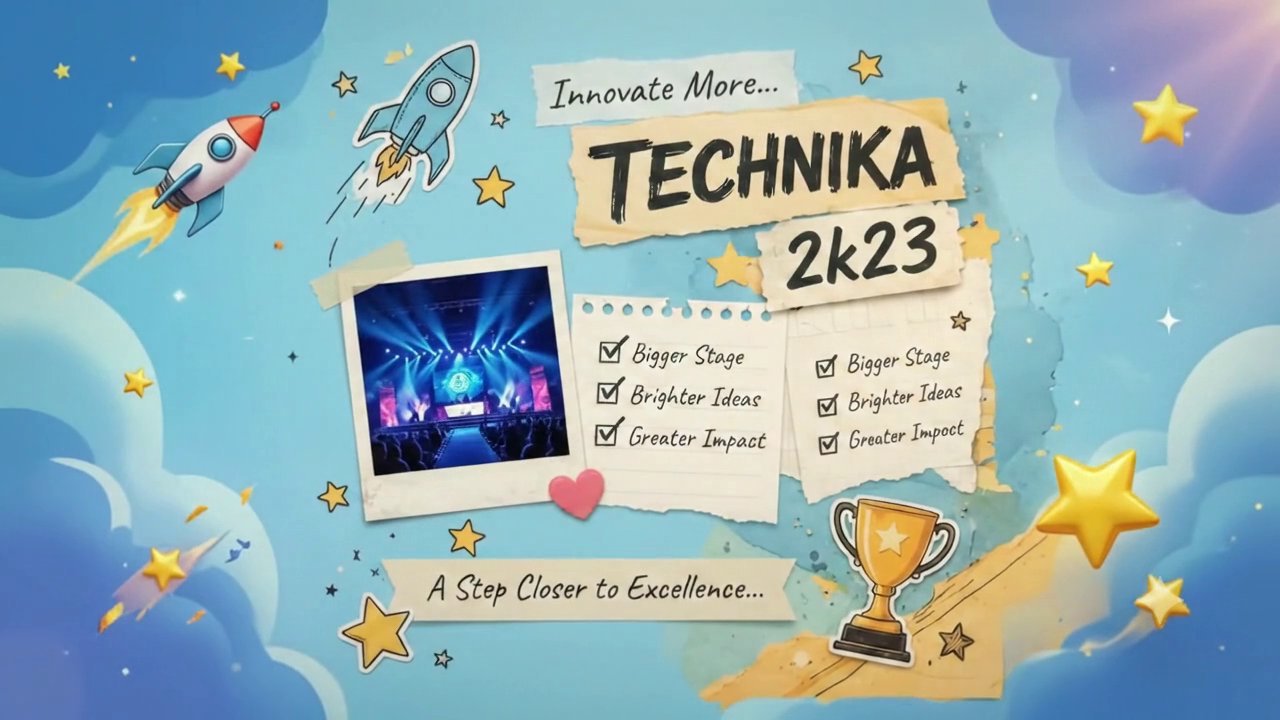 Innovate More...
TECHNIKA
2k23
Bigger Stage
Brighter Ideas
Greater Impact
Bigger Stage
Brighter Ideas
Greater Impoct
A Step Closer to Excellence...